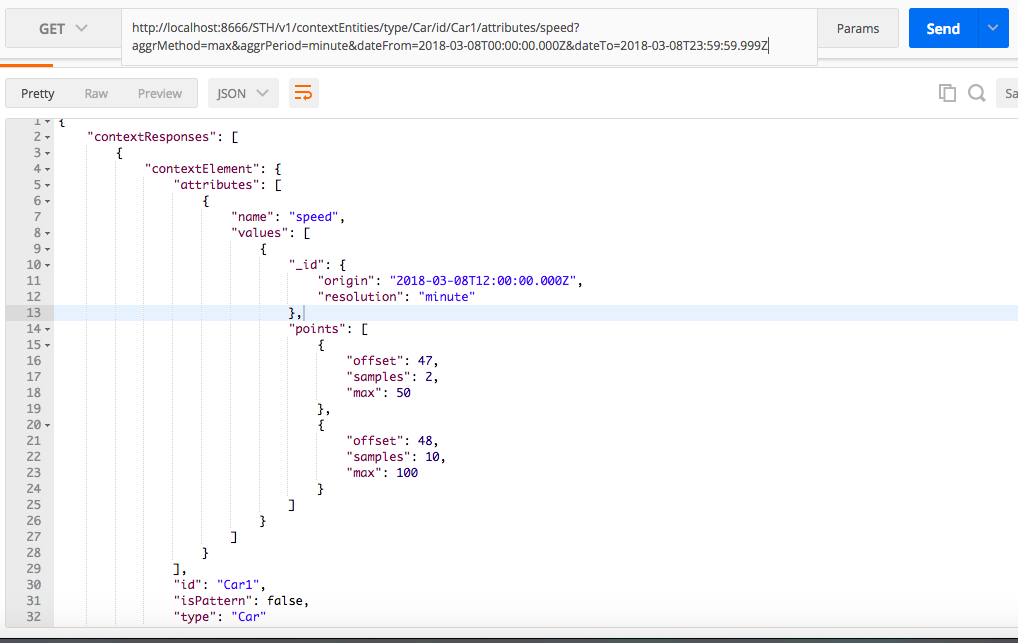 GET
http://localhost:8666/STH/v1/contextEntities/type/Car/id/Car1/attributes/speed?
aggrMethod=max&aggrPeriod=minute&dateFrom=2018-03-08T00:00:00.000Z&dateTo=2018-03-08T23:59:59.999Z
Params
Send
Pretty Raw Preview JSON Sa
1 {
2 "contextResponses": [
3 {
4 "contextElement": {
5 "attributes": [
6 {
7 "name": "speed",
8 "values": [
9 {
10 "_id": {
11 "origin": "2018-03-08T12:00:00.000Z",
12 "resolution": "minute"
13 },
14 "points": [
15 {
16 "offset": 47,
17 "samples": 2,
18 "max": 50
19 },
20 {
21 "offset": 48,
22 "samples": 10,
23 "max": 100
24 }
25 ]
26 }
27 ]
28 }
29 ],
30 "id": "Car1",
31 "isPattern": false,
32 "type": "Car"